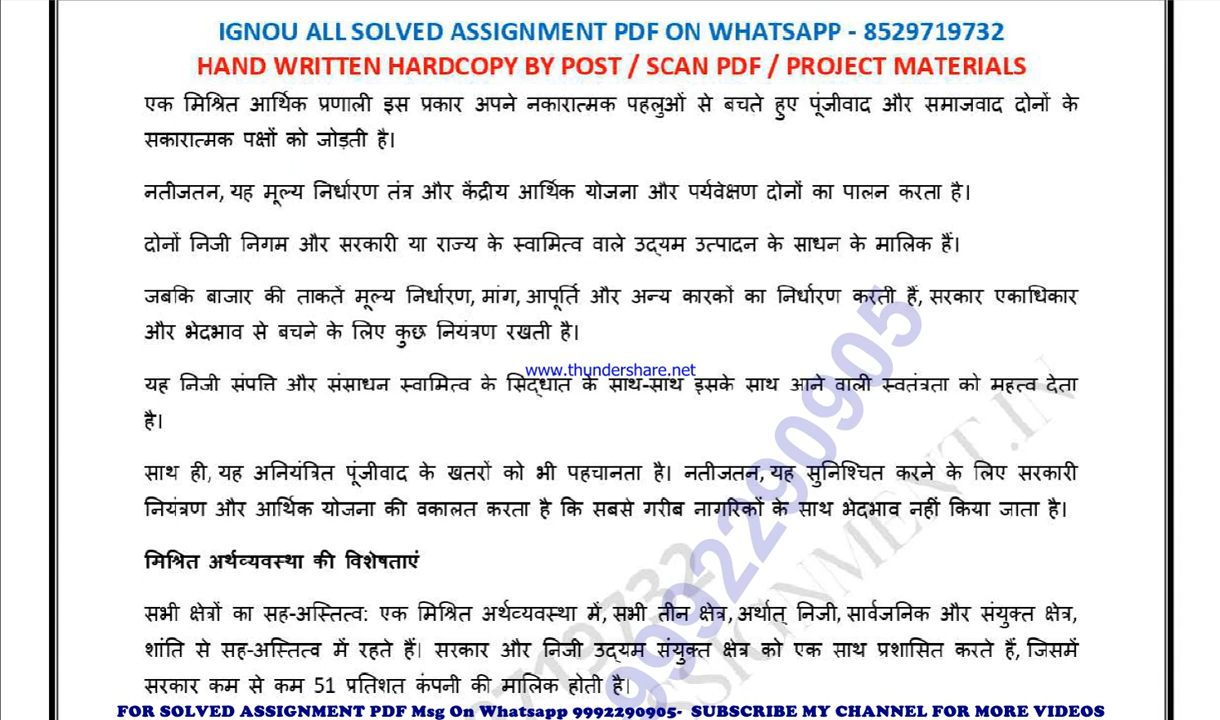 IGNOU ALL SOLVED ASSIGNMENT PDF ON WHATSAPP - 8529719732
HAND WRITTEN HARDCOPY BY POST / SCAN PDF / PROJECT MATERIALS
एक मिश्रित आर्थिक प्रणाली इस प्रकार अपने नकारात्मक पहलुओं से बचते हुए पूंजीवाद और समाजवाद दोनों के
सकारात्मक पक्षों को जोड़ती है।
नतीजतन, यह मूल्य निर्धारण तंत्र और केंद्रीय आर्थिक योजना और पर्यवेक्षण दोनों का पालन करता है।
दोनों निजी निगम और सरकारी या राज्य के स्वामित्व वाले उद्यम उत्पादन के साधन के मालिक हैं।
जबकि बाजार की ताकतें मूल्य निर्धारण, मांग, आपूर्ति और अन्य कारकों का निर्धारण करती हैं, सरकार एकाधिकार
और भेदभाव से बचने के लिए कुछ नियंत्रण रखती है।
www.thundershare.net
यह निजी संपत्ति और संसाधन स्वामित्व के सिद्धांत के साथ-साथ इसके साथ आने वाली स्वतंत्रता को महत्व देता
है।
साथ ही, यह अनियंत्रित पूंजीवाद के खतरों को भी पहचानता है। नतीजतन, यह सुनिश्चित करने के लिए सरकारी
नियंत्रण और आर्थिक योजना की वकालत करता है कि सबसे गरीब नागरिकों के साथ भेदभाव नहीं किया जाता है।
मिश्रित अर्थव्यवस्था की विशेषताएं
सभी क्षेत्रों का सह-अस्तित्व: एक मिश्रित अर्थव्यवस्था में, सभी तीन क्षेत्र, अर्थात् निजी, सार्वजनिक और संयुक्त क्षेत्र,
शांति से सह-अस्तित्व में रहते हैं। सरकार और निजी उद्यम संयुक्त क्षेत्र को एक साथ प्रशासित करते हैं, जिसमें
सरकार कम से कम 51 प्रतिशत कंपनी की मालिक होती है।
9992290905
FOR SOLVED ASSIGNMENT PDF Msg On Whatsapp 9992290905- SUBSCRIBE MY CHANNEL FOR MORE VIDEOS